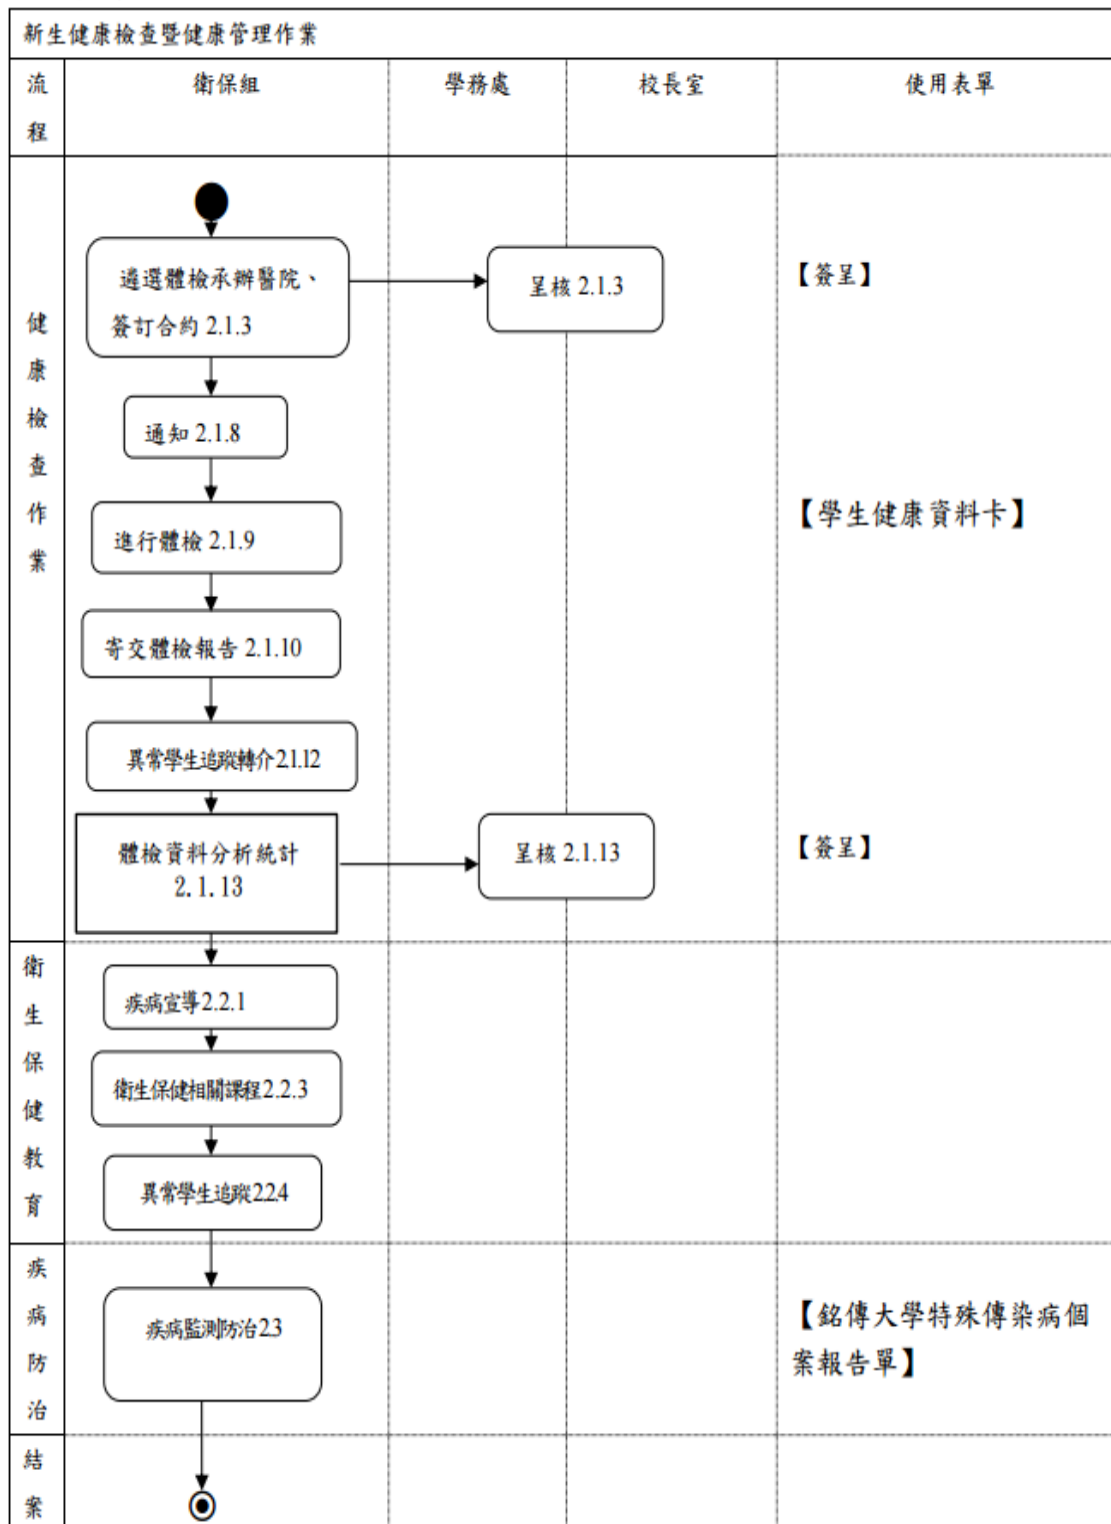 新生健康檢查暨健康管理作業
流程
衛保組
學務處
校長室
使用表單
健康檢查作業
遴選體檢承辦醫院、
簽訂合約 2.1.3
呈核 2.1.3
【簽呈】
通知 2.1.8
進行體檢 2.1.9
【學生健康資料卡】
寄交體檢報告 2.1.10
異常學生追蹤轉介2.1.12
體檢資料分析統計
2.1.13
呈核 2.1.13
【簽呈】
衛生保健教育
疾病宣導2.2.1
衛生保健相關課程2.2.3
異常學生追蹤2.2.4
疾病防治
疾病監測防治2.3
【銘傳大學特殊傳染病個
案報告單】
結案